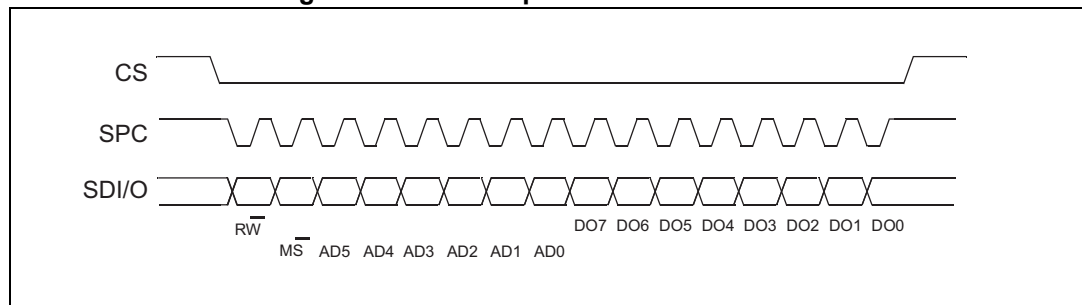 CS
SPC
SDI/O
RW DO7 DO6 DO5 DO4 DO3 DO2 DO1 DO0
MS AD5 AD4 AD3 AD2 AD1 AD0